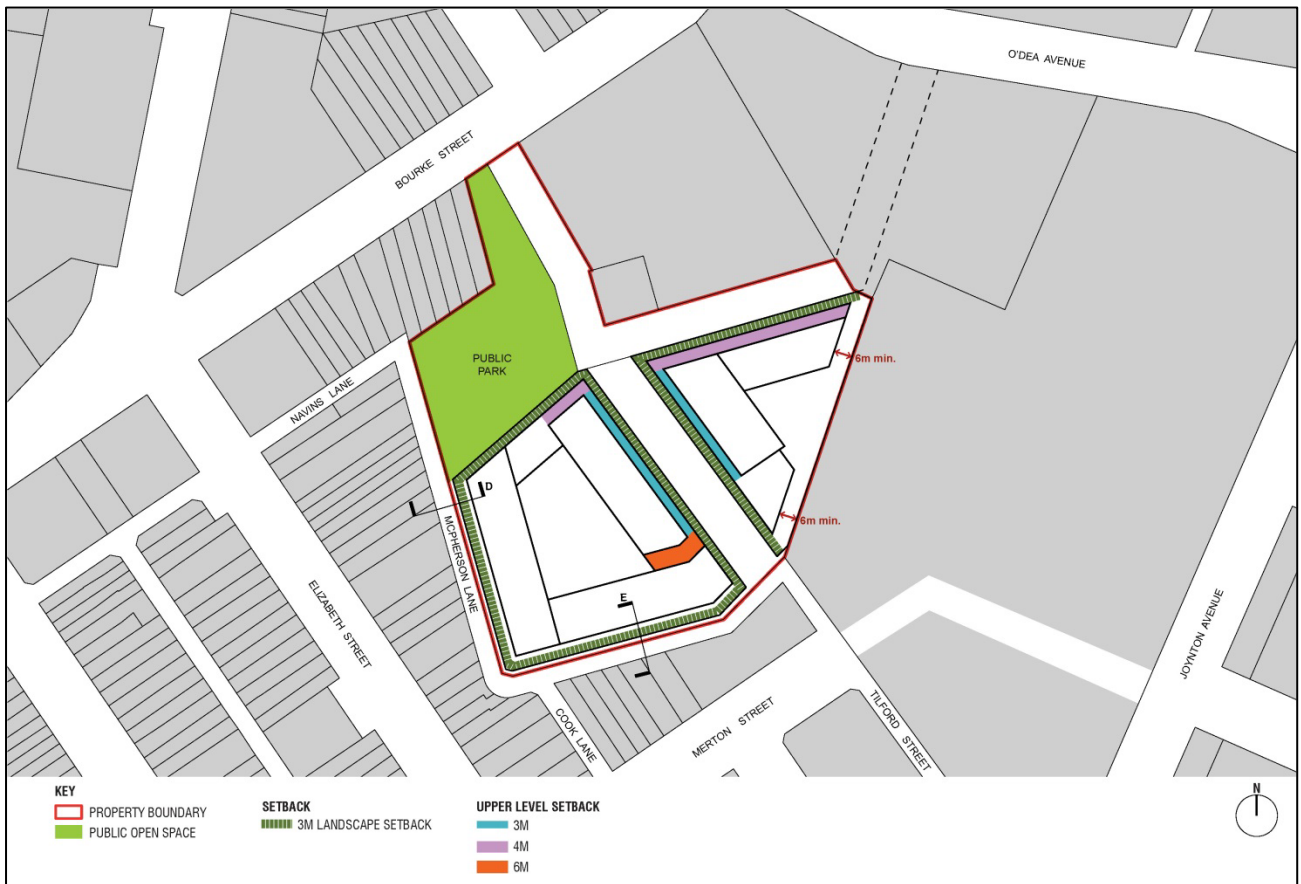 O'DEA AVENUE
BOURKE STREET
PUBLIC
PARK
6m min.
NAVINS LANE
D
6m min.
MCPHERSON LANE
ELIZABETH STREET
E
JOYNTON AVENUE
TILFORD STREET
MERTON STREET
COOK LANE
KEY
PROPERTY BOUNDARY
PUBLIC OPEN SPACE
SETBACK
3M LANDSCAPE SETBACK
UPPER LEVEL SETBACK
3M
4M
6M
N